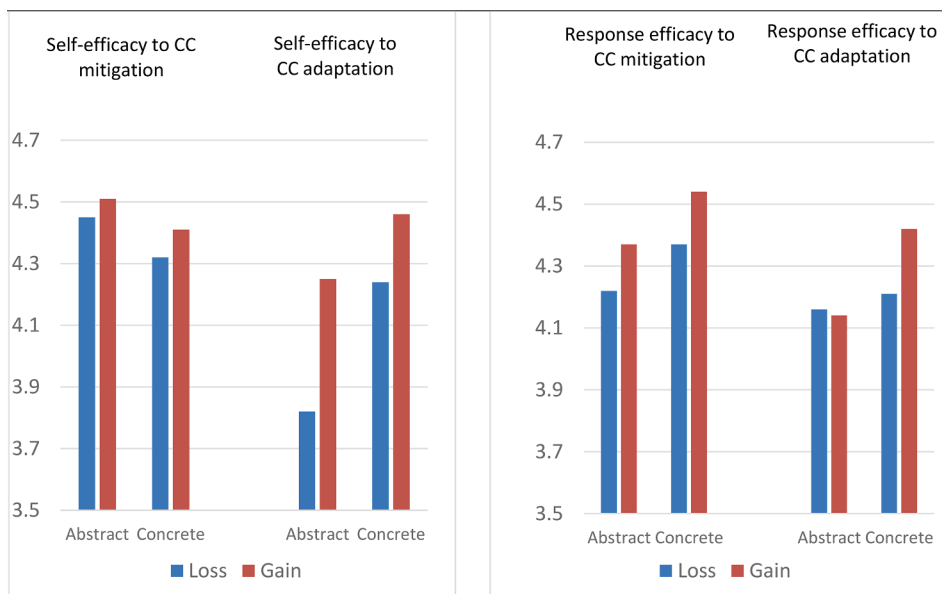 Self-efficacy to CC
mitigation
Self-efficacy to
CC adaptation
4.7
4.5
4.3
4.1
3.9
3.7
3.5
Abstract Concrete
Abstract Concrete
Loss Gain
Response efficacy to
CC mitigation
Response efficacy to
CC adaptation
4.7
4.5
4.3
4.1
3.9
3.7
3.5
Abstract Concrete
Abstract Concrete
Loss Gain